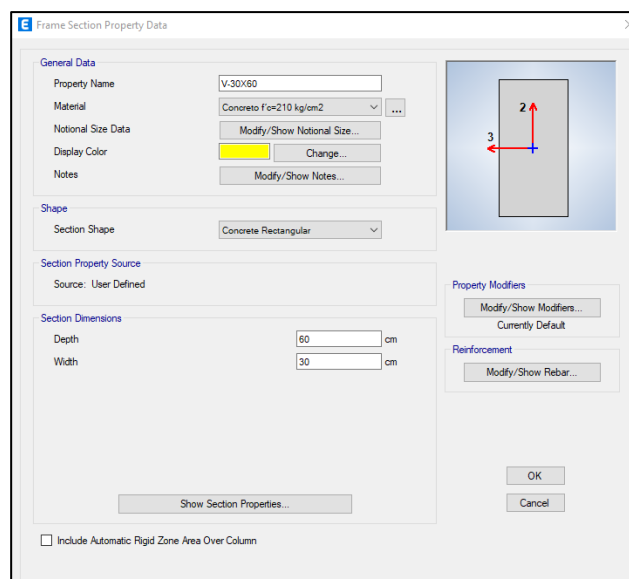 E Frame Section Property Data
General Data
Property Name V-30X60
Material Concreto f´c=210 kg/cm2 ...
Notional Size Data Modify/Show Notional Size...
Display Color Change...
Notes Modify/Show Notes...
2
3
Shape
Section Shape Concrete Rectangular
Section Property Source
Source: User Defined
Section Dimensions
Depth 60 cm
Width 30 cm
Property Modifiers
Modify/Show Modifiers...
Currently Default
Reinforcement
Modify/Show Rebar...
OK
Cancel
Show Section Properties...
Include Automatic Rigid Zone Area Over Column